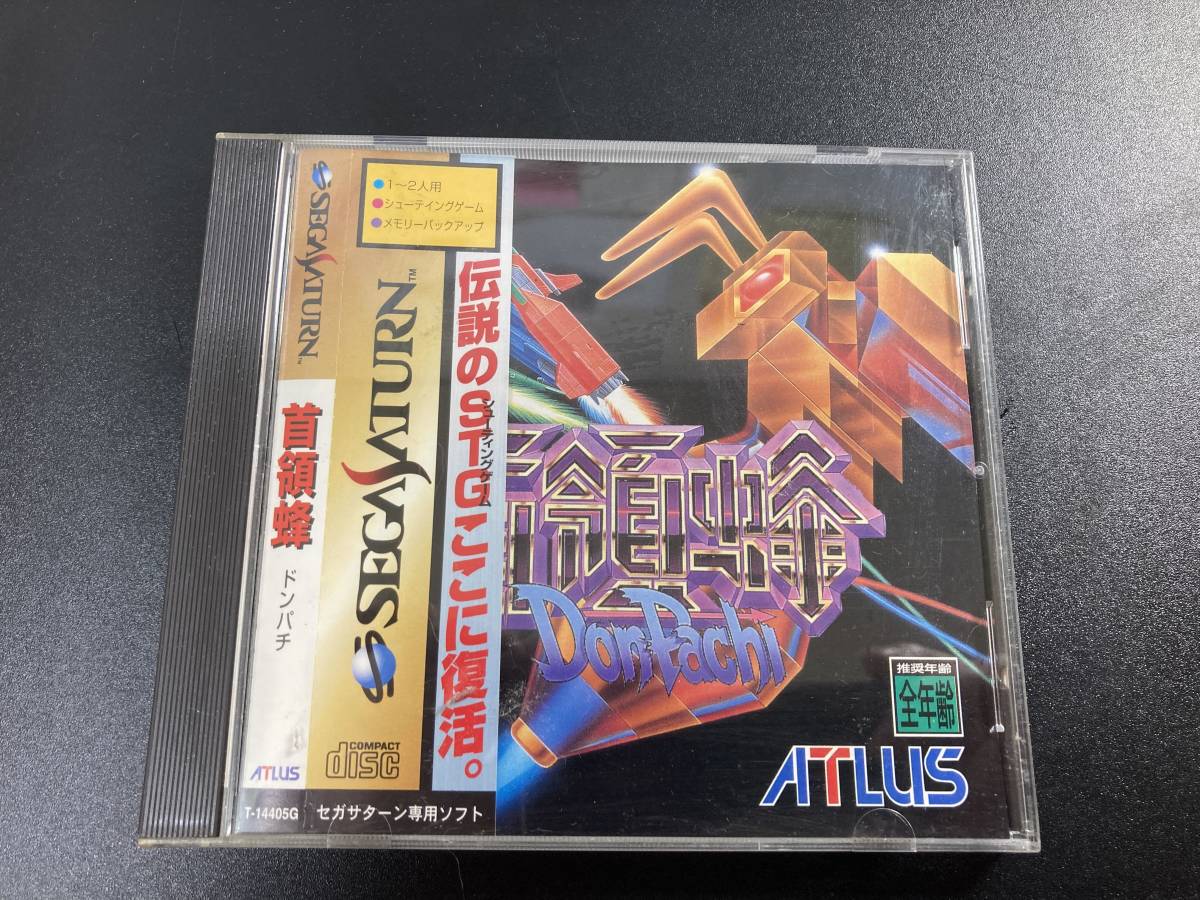 SEGA SATURN™
首領蜂
ドンパチ
ATLUS
T-14405G
●1～2人用
●シューテイングゲーム
●メモリーバックアップ
SEGA SATURN™
COMPACT
disc
セガサターン専用ソフト
伝説のSTGここに復活。
シューティングゲーム
領蜂
DonPachi
推奨年齢
全年齢
ATLUS